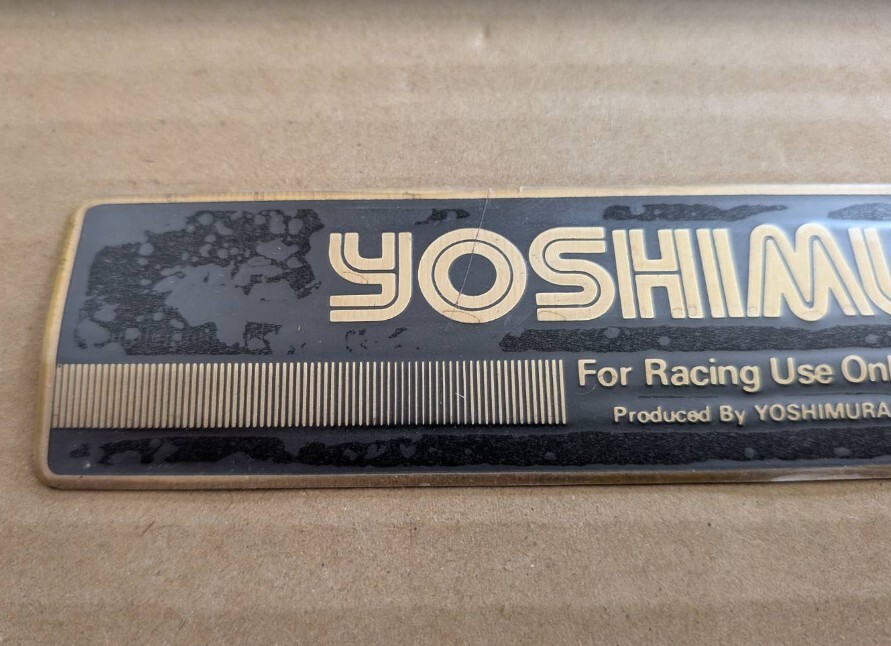 YOSHIMU
For Racing Use Onl
Produced By YOSHIMURA